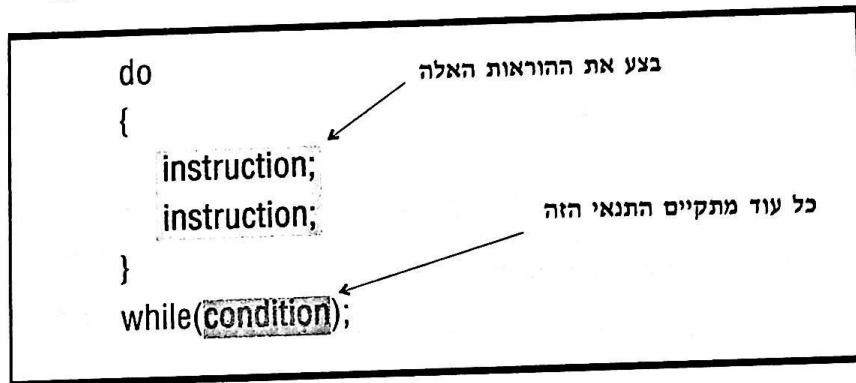 do
בצע את ההוראות האלה
{
instruction;
instruction;
כל עוד מתקיים התנאי הזה
}
while(condition);